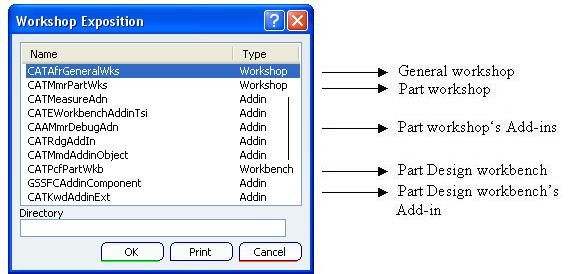 Workshop Exposition
Name Type
CATAfrGeneralWks Workshop
CATMmrPartWks Workshop
CATMeasureAdn Addin
CATEWorkbenchAddinTsi Addin
CAAMmrDebugAdn Addin
CATRdgAddIn Addin
CATMmdAddinObject Addin
CATPcfPartWkb Workbench
GSSFCAddinComponent Addin
CATKwdAddinExt Addin
Directory
OK Print Cancel
General workshop
Part workshop
Part workshop's Add-ins
Part Design workbench
Part Design workbench's
Add-in